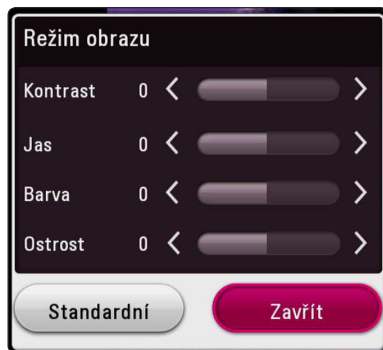 Režim obrazu
Kontrast 0
Jas 0
Barva 0
Ostrost 0
Standardní Zavřít